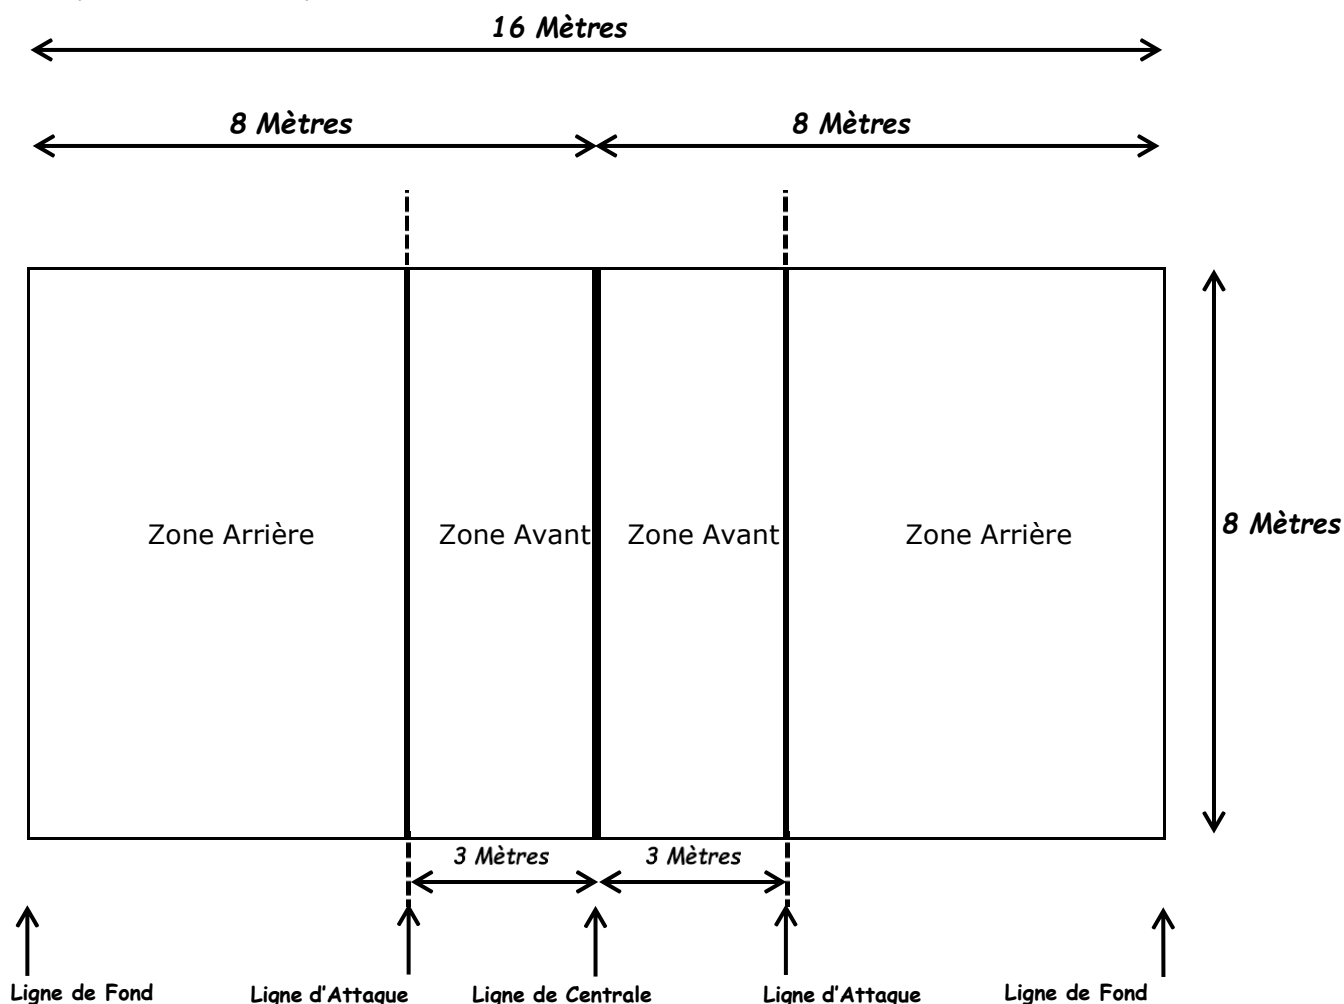 16 Mètres
8 Mètres
8 Mètres
Zone Arrière
Zone Avant
Zone Avant
Zone Arrière
8 Mètres
3 Mètres
3 Mètres
Ligne de Fond
Ligne d'Attaque
Ligne de Centrale
Ligne d'Attaque
Ligne de Fond